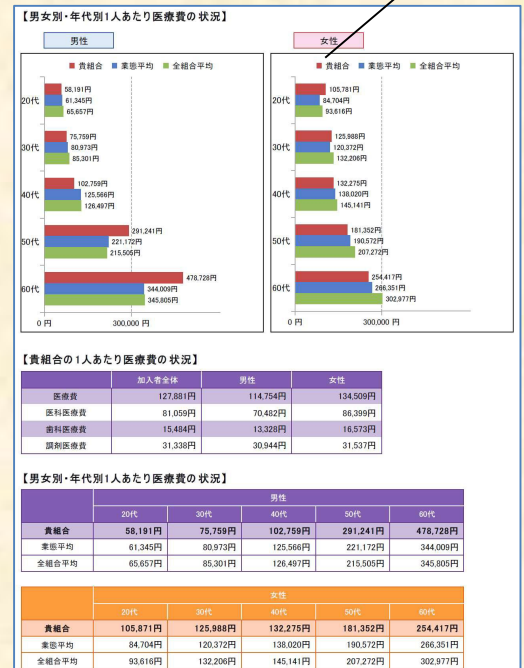 【男女別・年代別1人あたり医療費の状況】
男性
女性
貴組合 業態平均 全組合平均
20代
58,191円
61,345円
65,657円
30代
75,759円
80,973円
85,301円
40代
102,759円
125,566円
126,497円
50代
291,241円
221,172円
215,505円
60代
478,728円
344,009円
345,805円
0 円 300,000 円
貴組合 業態平均 全組合平均
20代
105,781円
84,704円
93,616円
30代
125,988円
120,372円
132,206円
40代
132,275円
138,020円
145,141円
50代
181,352円
190,572円
207,272円
60代
254,417円
266,351円
302,977円
0 円 300,000 円
【貴組合の1人あたり医療費の状況】
加入者全体 男性 女性
医療費 127,881円 114,754円 134,509円
医科医療費 81,059円 70,482円 86,399円
歯科医療費 15,484円 13,328円 16,573円
調剤医療費 31,338円 30,944円 31,537円
【男女別・年代別1人あたり医療費の状況】
男性
20代 30代 40代 50代 60代
貴組合 58,191円 75,759円 102,759円 291,241円 478,728円
業態平均 61,345円 80,973円 125,566円 221,172円 344,009円
全組合平均 65,657円 85,301円 126,497円 215,505円 345,805円
女性
20代 30代 40代 50代 60代
貴組合 105,871円 125,988円 132,275円 181,352円 254,417円
業態平均 84,704円 120,372円 138,020円 190,572円 266,351円
全組合平均 93,616円 132,206円 145,141円 207,272円 302,977円